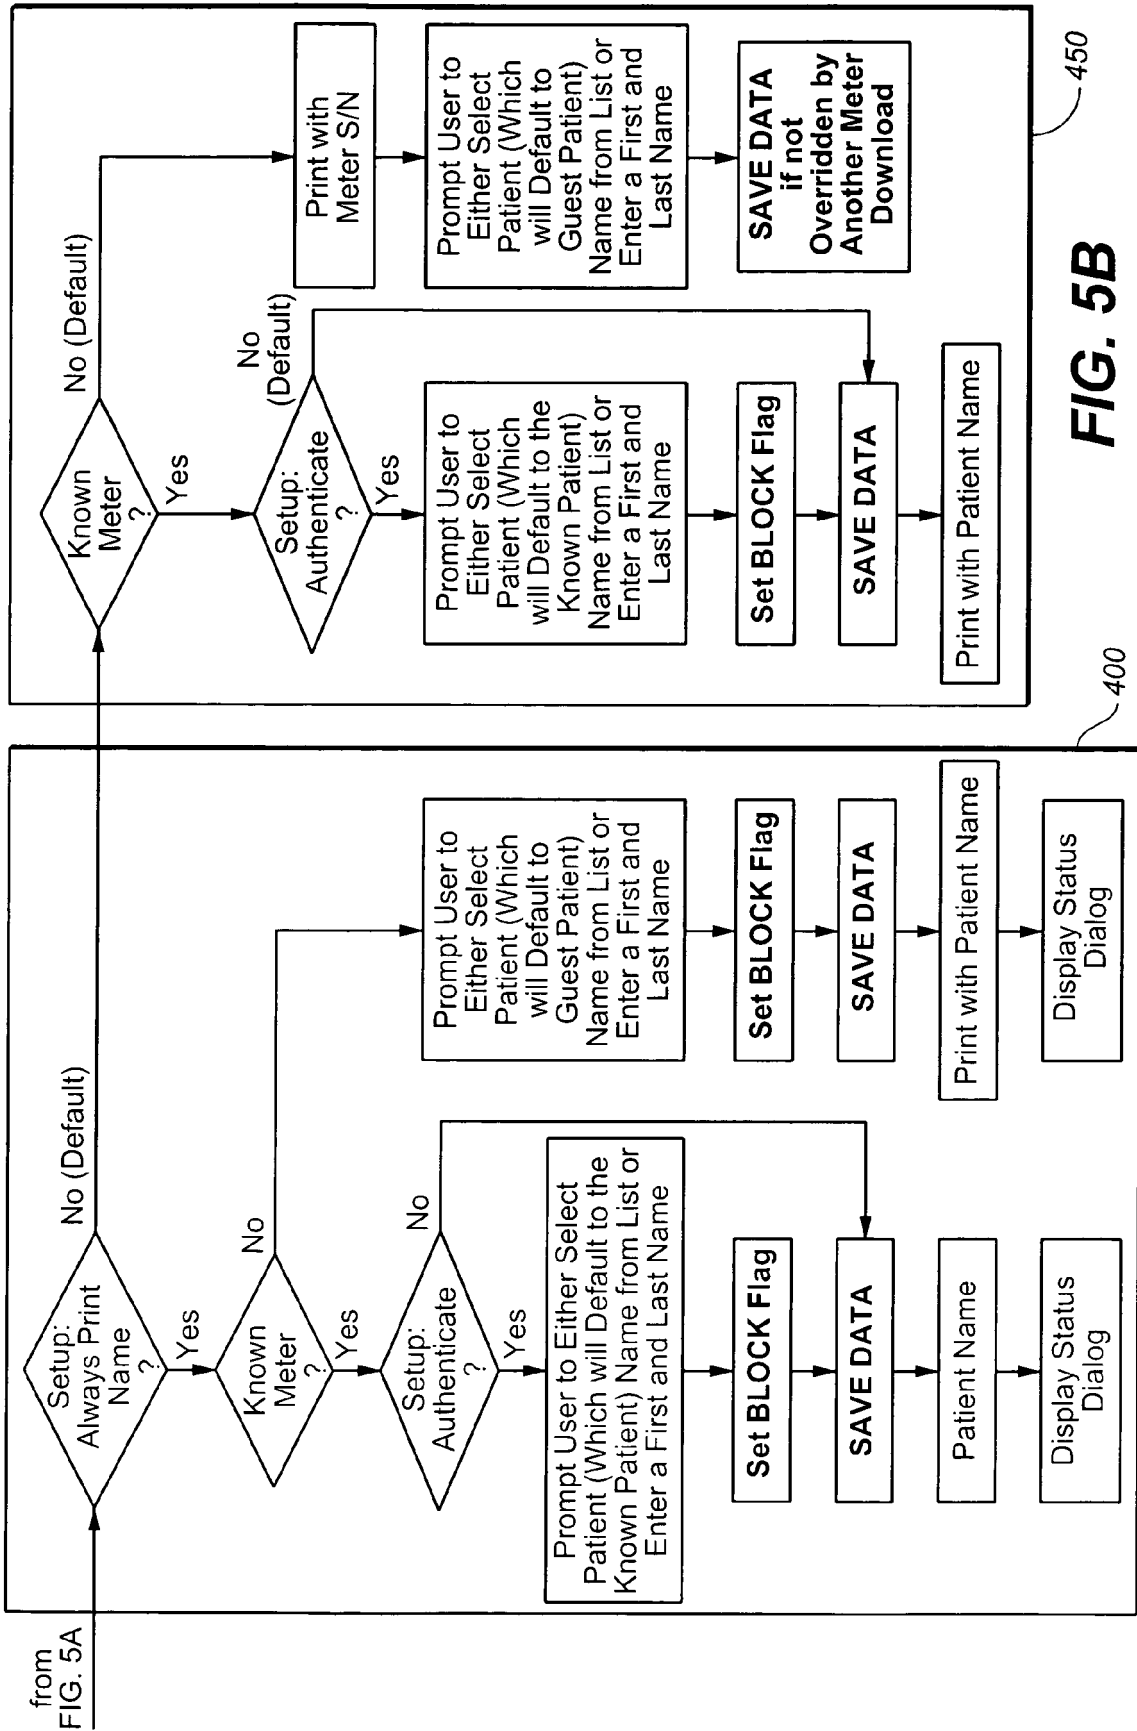 from
FIG. 5A
Setup:
Always Print
Name
?
No (Default)
Yes
Known
Meter
?
No
Yes
Setup:
Authenticate
?
No
Yes
Prompt User to Either Select
Patient (Which will Default to the
Known Patient) Name from List or
Enter a First and Last Name
Set BLOCK Flag
SAVE DATA
Patient Name
Display Status
Dialog
Prompt User to
Either Select
Patient (Which
will Default to
Guest Patient)
Name from List or
Enter a First and
Last Name
Set BLOCK Flag
SAVE DATA
Print with Patient Name
Display Status
Dialog
400
Known
Meter
?
No (Default)
Yes
Setup:
Authenticate
?
No
(Default)
Yes
Prompt User to
Either Select
Patient (Which
will Default to the
Known Patient)
Name from List or
Enter a First and
Last Name
Set BLOCK Flag
SAVE DATA
Print with Patient Name
Print with
Meter S/N
Prompt User to
Either Select
Patient (Which
will Default to
Guest Patient)
Name from List or
Enter a First and
Last Name
SAVE DATA
if not
Overridden by
Another Meter
Download
450
FIG. 5B